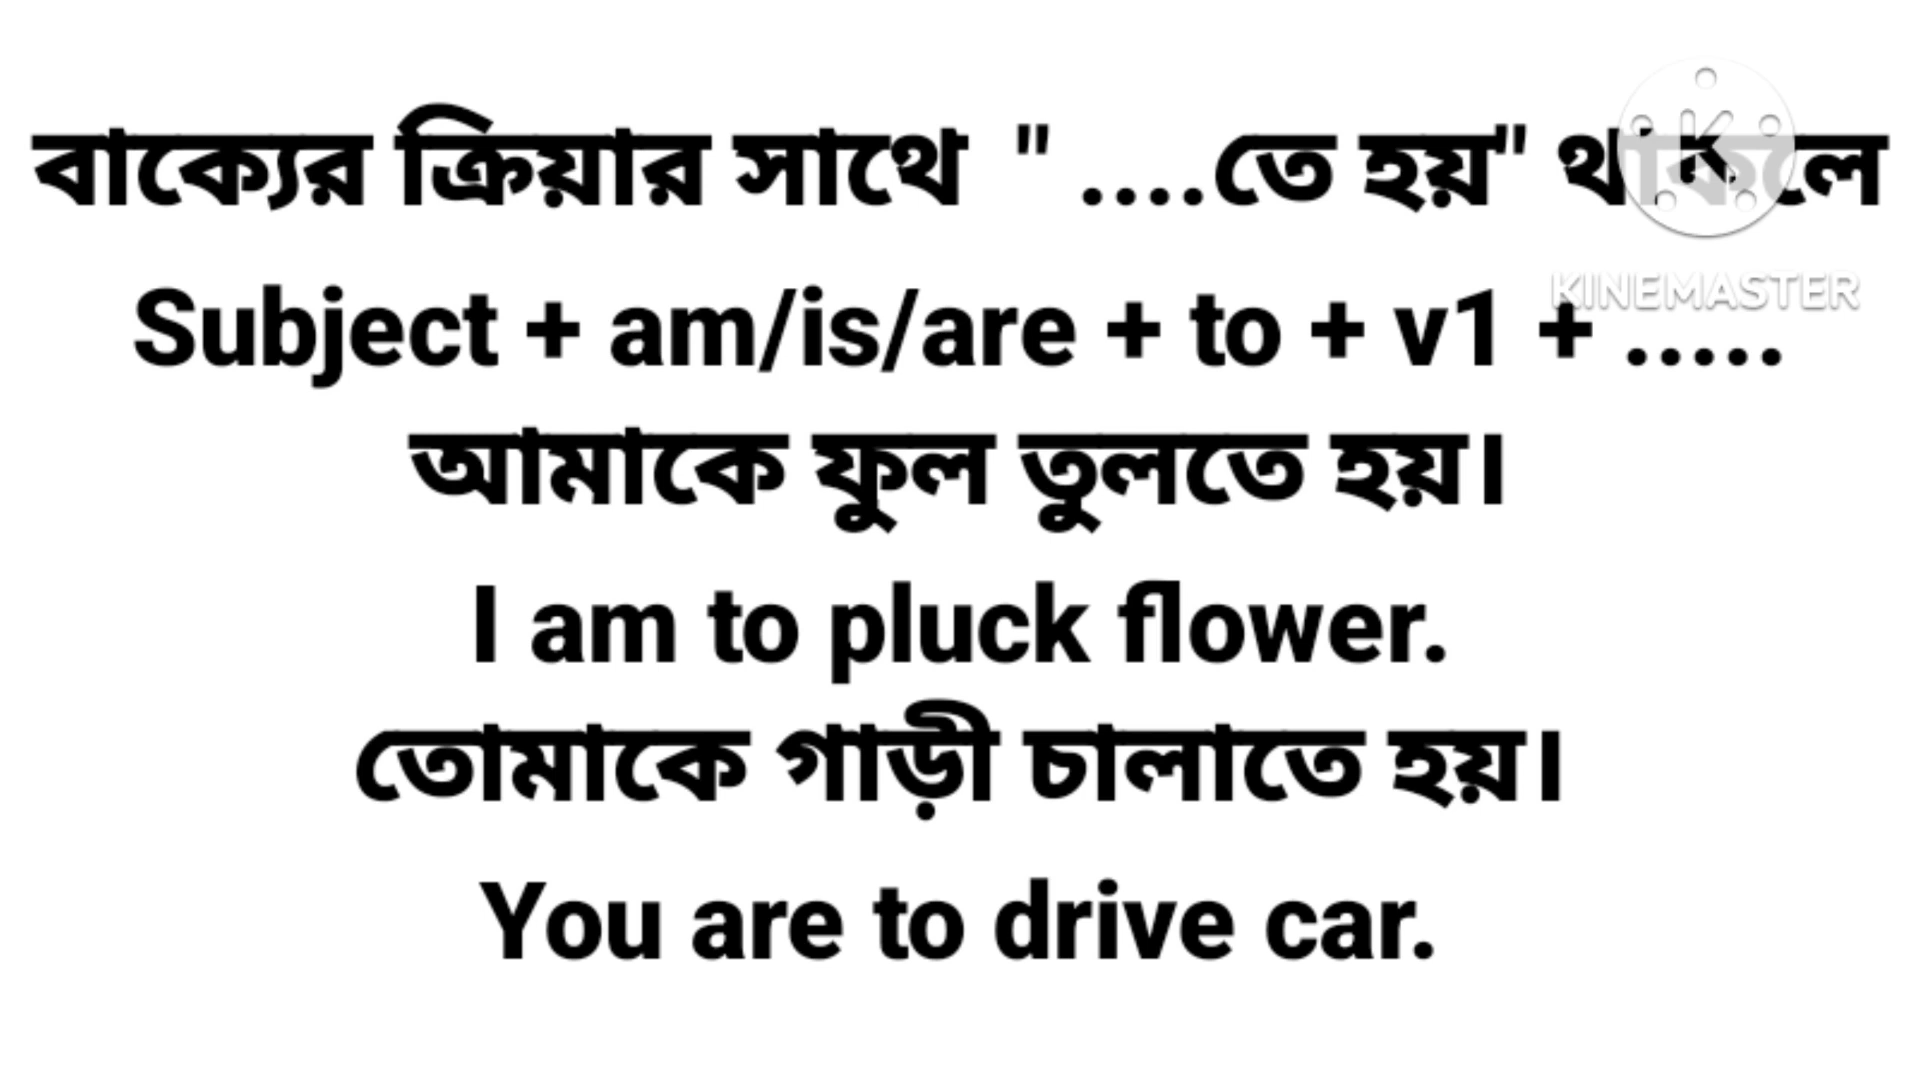 বাক্যের ক্রিয়ার সাথে "....তে হয়" থাকলে
KINEMASTER
Subject + am/is/are + to + v1 + .....
আমাকে ফুল তুলতে হয়।
I am to pluck flower.
তোমাকে গাড়ী চালাতে হয়।
You are to drive car.